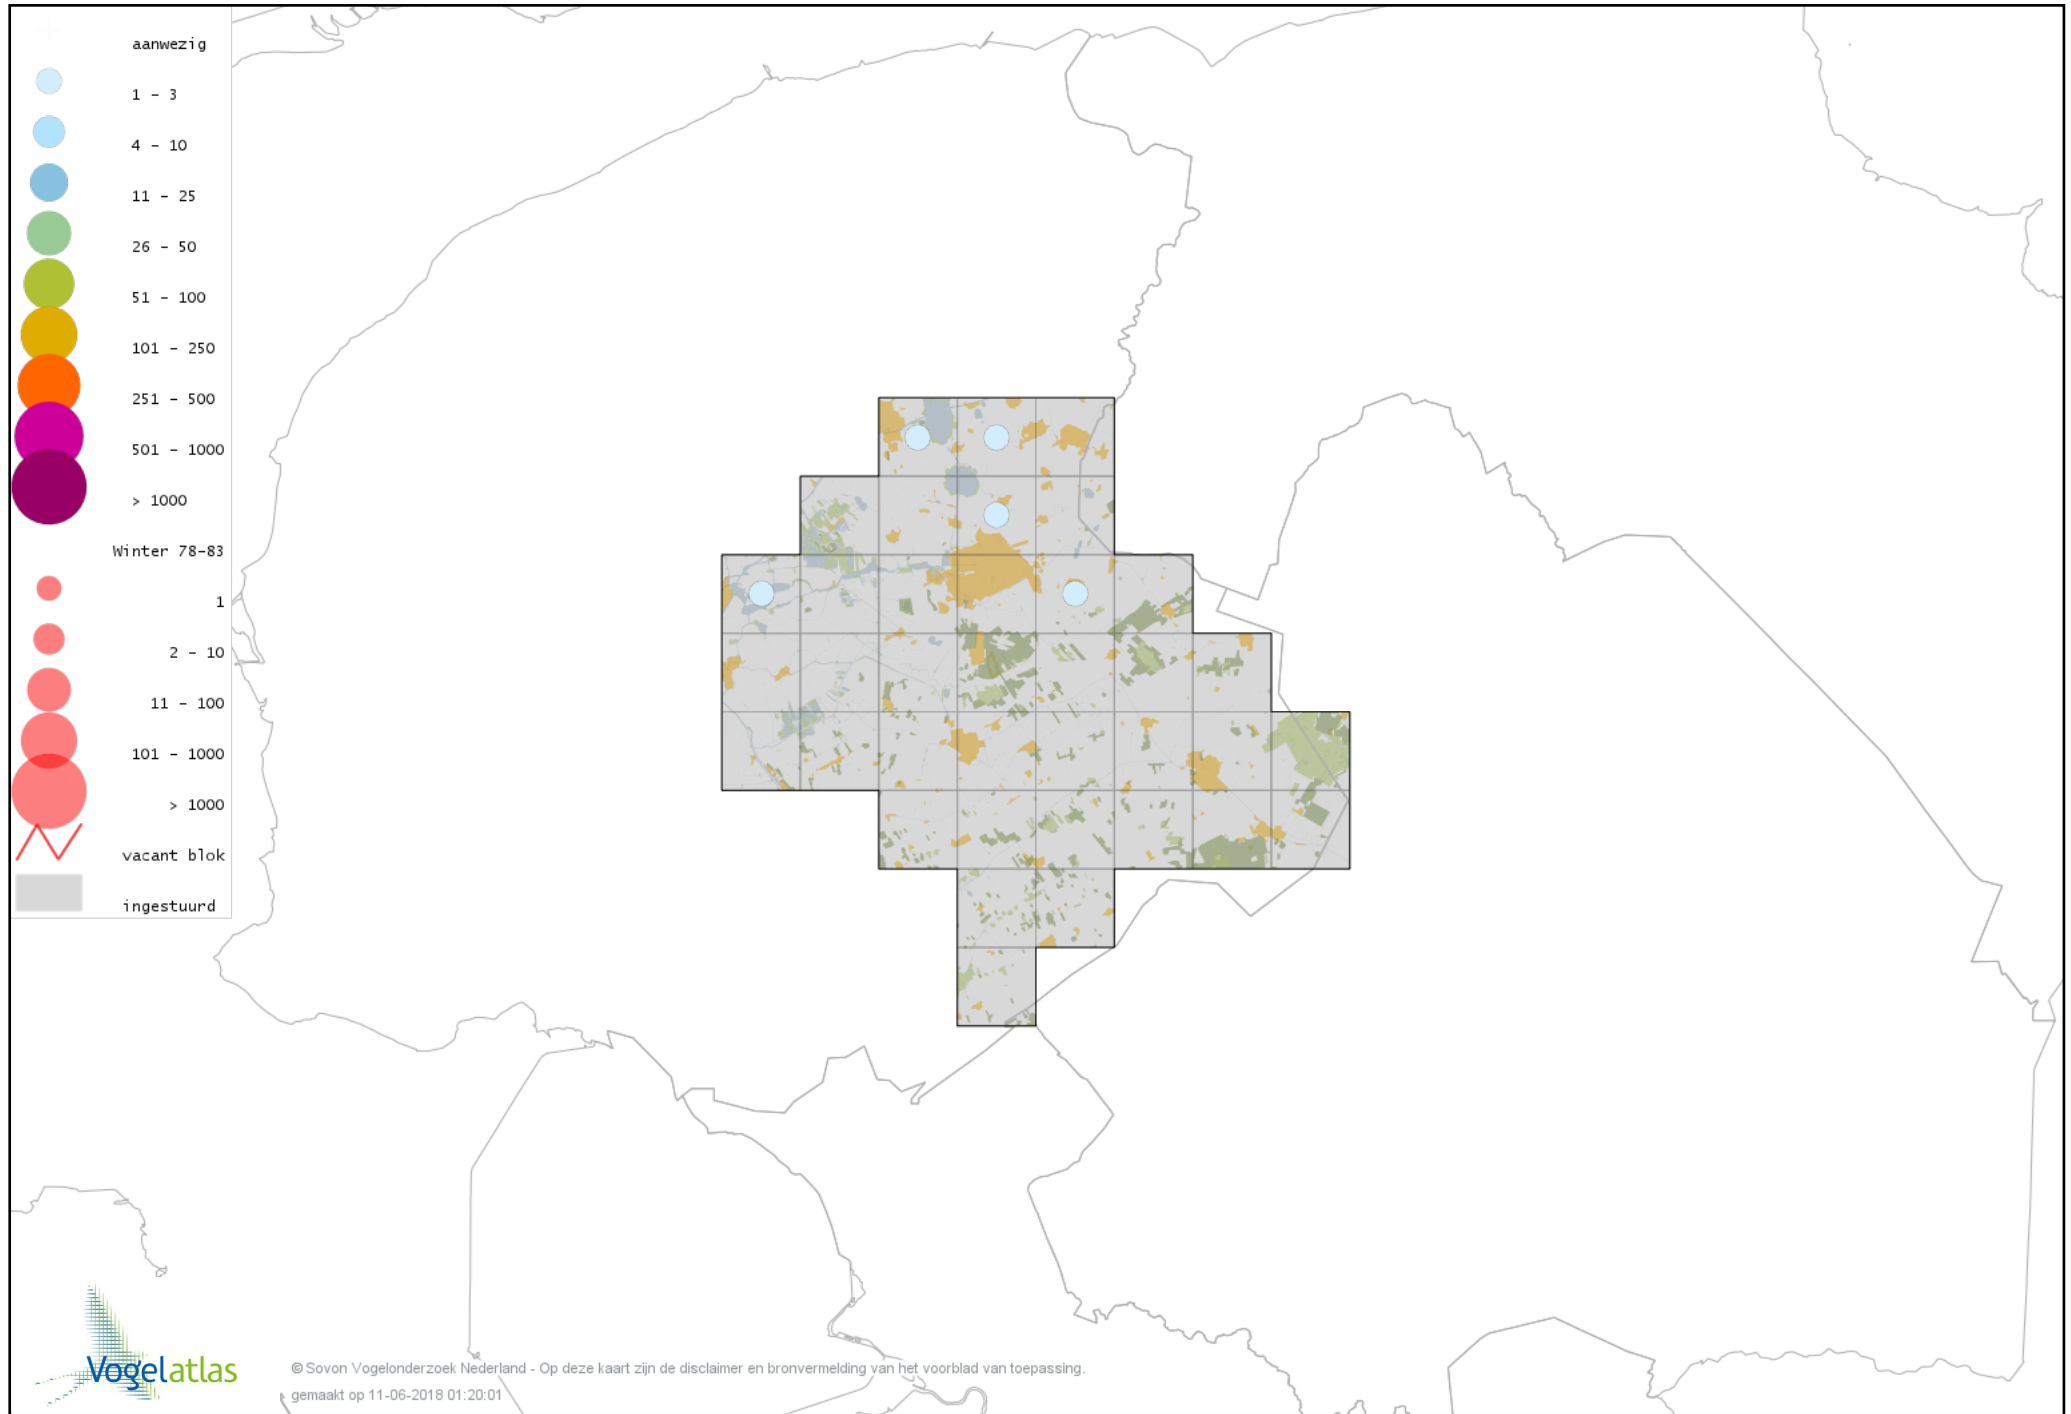 aanwezig
1 - 3
4 - 10
11 - 25
26 - 50
51 - 100
101 - 250
251 - 500
501 - 1000
> 1000
Winter 78-83
1
2 - 10
11 - 100
101 - 1000
> 1000
vacant blok
ingestuurd
Vogelatlas
© Sovon Vogelonderzoek Nederland - Op deze kaart zijn de disclaimer en bronvermelding van het voorblad van toepassing.
gemaakt op 11-06-2018 01:20:01